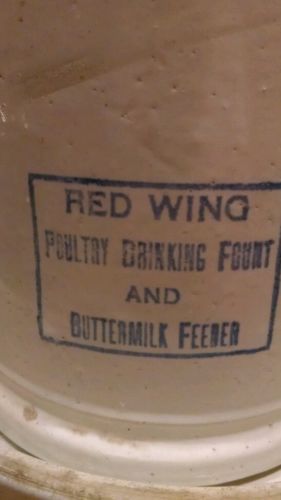 RED WING
POULTRY DRINKING FOUNT
AND
BUTTERMILK FEEDER